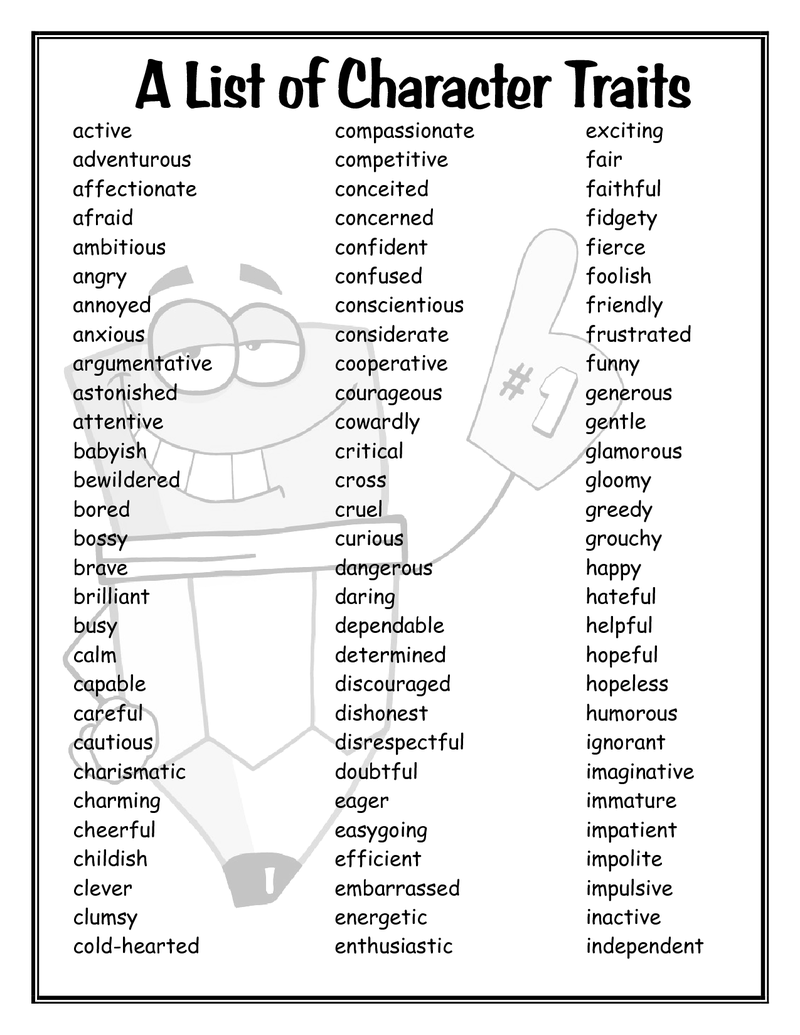 A List of Character Traits
active
adventurous
affectionate
afraid
ambitious
angry
annoyed
anxious
argumentative
astonished
attentive
babyish
bewildered
bored
bossy
brave
brilliant
busy
calm
capable
careful
cautious
charismatic
charming
cheerful
childish
clever
clumsy
cold-hearted
compassionate
competitive
conceited
concerned
confident
confused
conscientious
considerate
cooperative
courageous
cowardly
critical
cross
cruel
curious
dangerous
daring
dependable
determined
discouraged
dishonest
disrespectful
doubtful
eager
easygoing
efficient
embarrassed
energetic
enthusiastic
exciting
fair
faithful
fidgety
fierce
foolish
friendly
frustrated
funny
generous
gentle
glamorous
gloomy
greedy
grouchy
happy
hateful
helpful
hopeful
hopeless
humorous
ignorant
imaginative
immature
impatient
impolite
impulsive
inactive
independent
#1